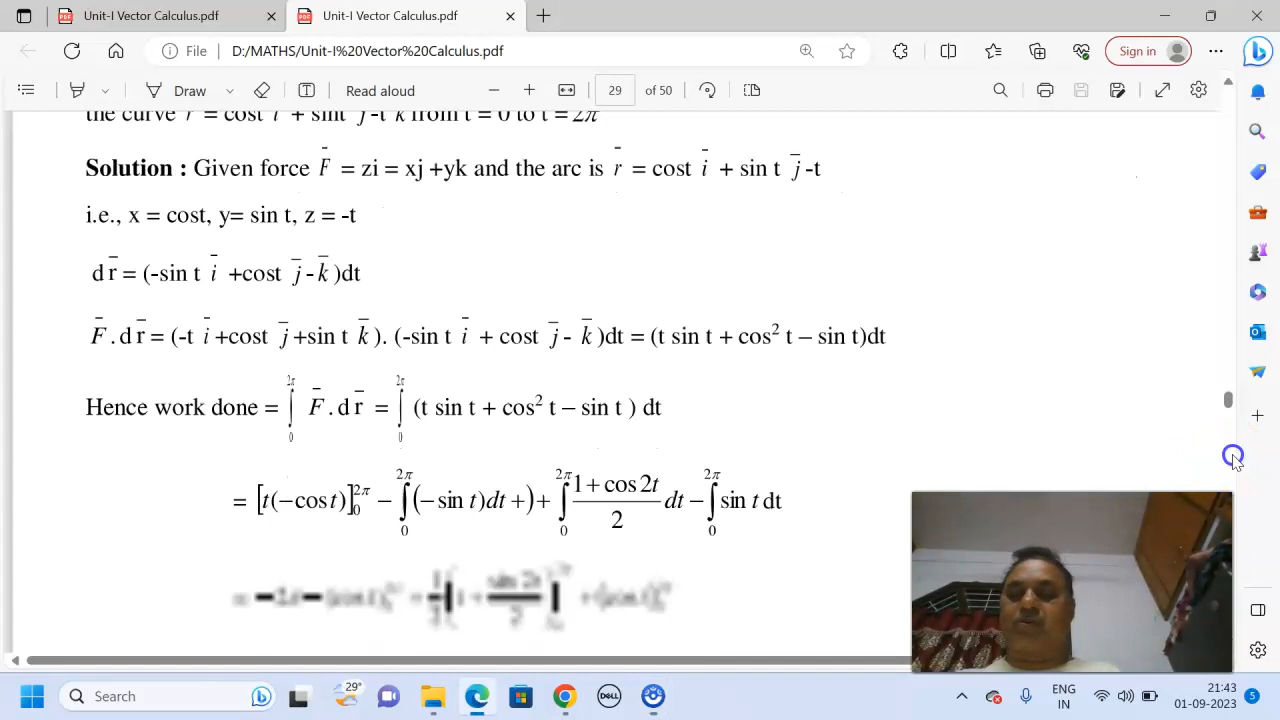 Unit-I Vector Calculus.pdf
Unit-I Vector Calculus.pdf
File D:/MATHS/Unit-I%20Vector%20Calculus.pdf Sign in
Draw Read aloud 29 of 50
the curve r̄ = cost ī + sint j̄ -t k̄ from t = 0 to t = 2π
Solution : Given force F̄ = zi = xj +yk and the arc is r̄ = cost ī + sin t j̄ -t
i.e., x = cost, y= sin t, z = -t
d r̄ = (-sin t ī +cost j̄ - k̄ )dt
F̄ . d r̄ = (-t ī +cost j̄ +sin t k̄ ). (-sin t ī + cost j̄ - k̄ )dt = (t sin t + cos² t – sin t)dt
Hence work done = ∫₀^2π F̄ . d r̄ = ∫₀^2π (t sin t + cos² t – sin t ) dt
= [t(−cos t)]₀^2π − ∫₀^2π (− sin t)dt +) + ∫₀^2π (1 + cos 2t)/2 dt − ∫₀^2π sin t dt
Search 29° DELL ENG IN 21:43 01-09-2023 5